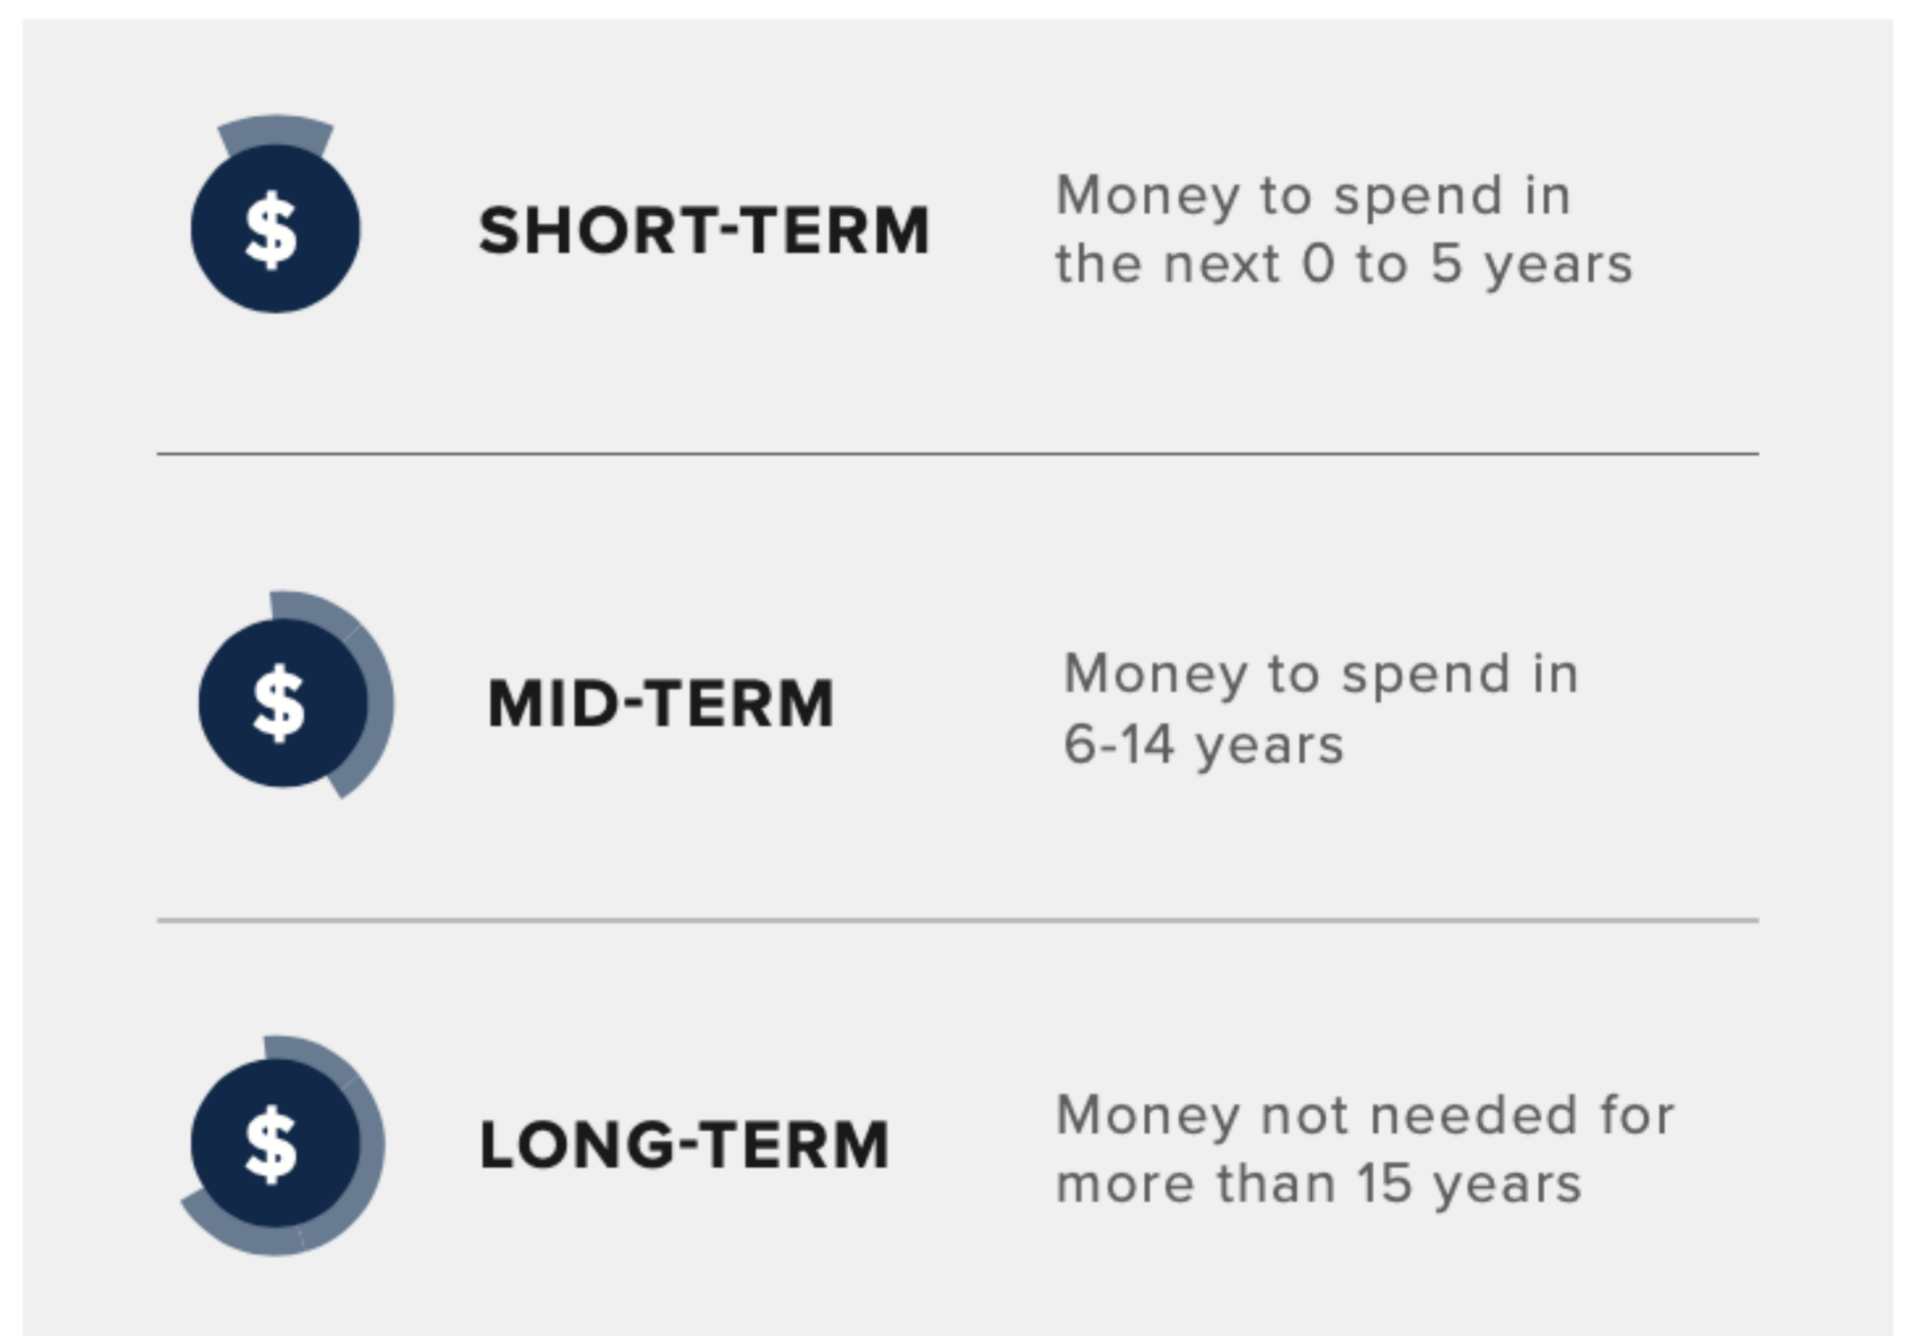 $
SHORT-TERM
Money to spend in
the next 0 to 5 years
$
MID-TERM
Money to spend in
6-14 years
$
LONG-TERM
Money not needed for
more than 15 years